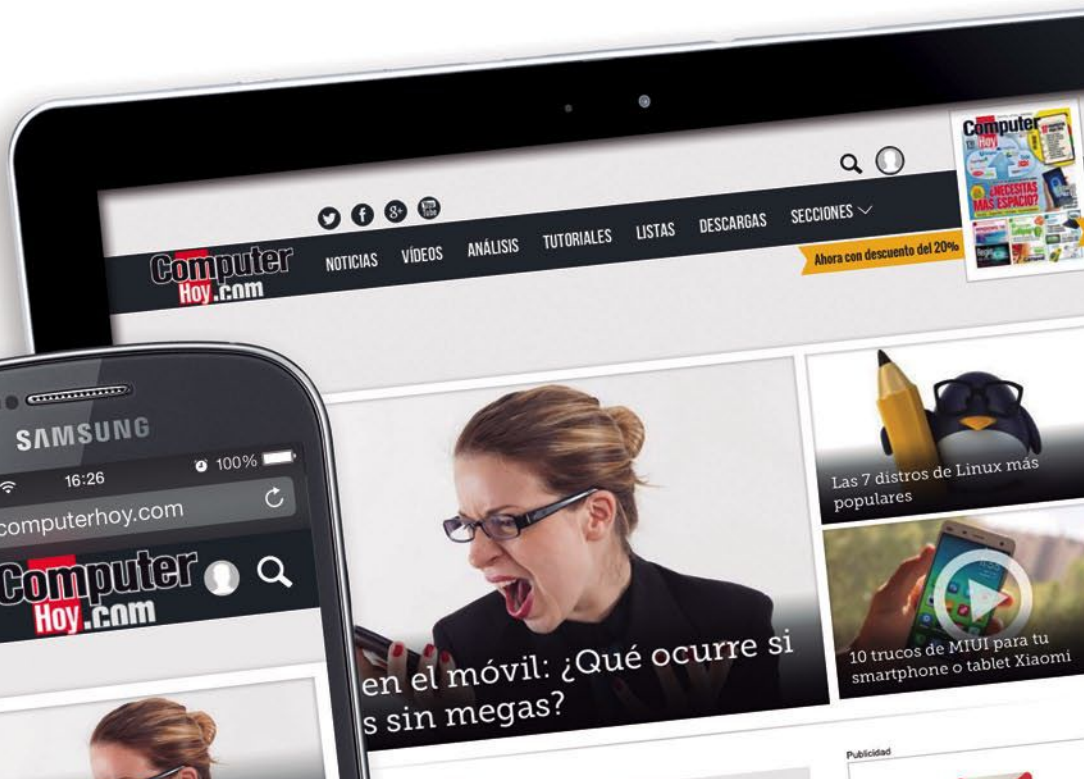 Computer
Hoy
¿NECESITAS
MÁS ESPACIO?
g+
You
Tube
Computer
Hoy.com
NOTICIAS
VÍDEOS
ANÁLISIS
TUTORIALES
LISTAS
DESCARGAS
SECCIONES
Ahora con descuento del 20%
SAMSUNG
16:26
100%
computerhoy.com
Computer
Hoy.com
en el móvil: ¿Qué ocurre si
s sin megas?
Las 7 distros de Linux más
populares
10 trucos de MIUI para tu
smartphone o tablet Xiaomi
Publicidad